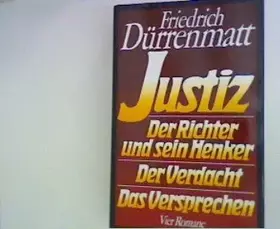 Friedrich
Dürrenmatt
Justiz
Der Richter
und sein Henker
Der Verdacht
Das Versprechen
Vier Romane